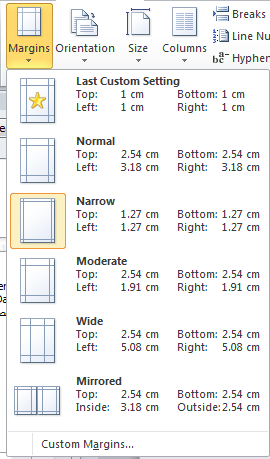 Margins Orientation Size Columns
Breaks
Line Nu
Hyphen
Last Custom Setting
Top: 1 cm Bottom: 1 cm
Left: 1 cm Right: 1 cm
Normal
Top: 2.54 cm Bottom: 2.54 cm
Left: 3.18 cm Right: 3.18 cm
Narrow
Top: 1.27 cm Bottom: 1.27 cm
Left: 1.27 cm Right: 1.27 cm
Moderate
Top: 2.54 cm Bottom: 2.54 cm
Left: 1.91 cm Right: 1.91 cm
Wide
Top: 2.54 cm Bottom: 2.54 cm
Left: 5.08 cm Right: 5.08 cm
Mirrored
Top: 2.54 cm Bottom: 2.54 cm
Inside: 3.18 cm Outside: 2.54 cm
Custom Margins...